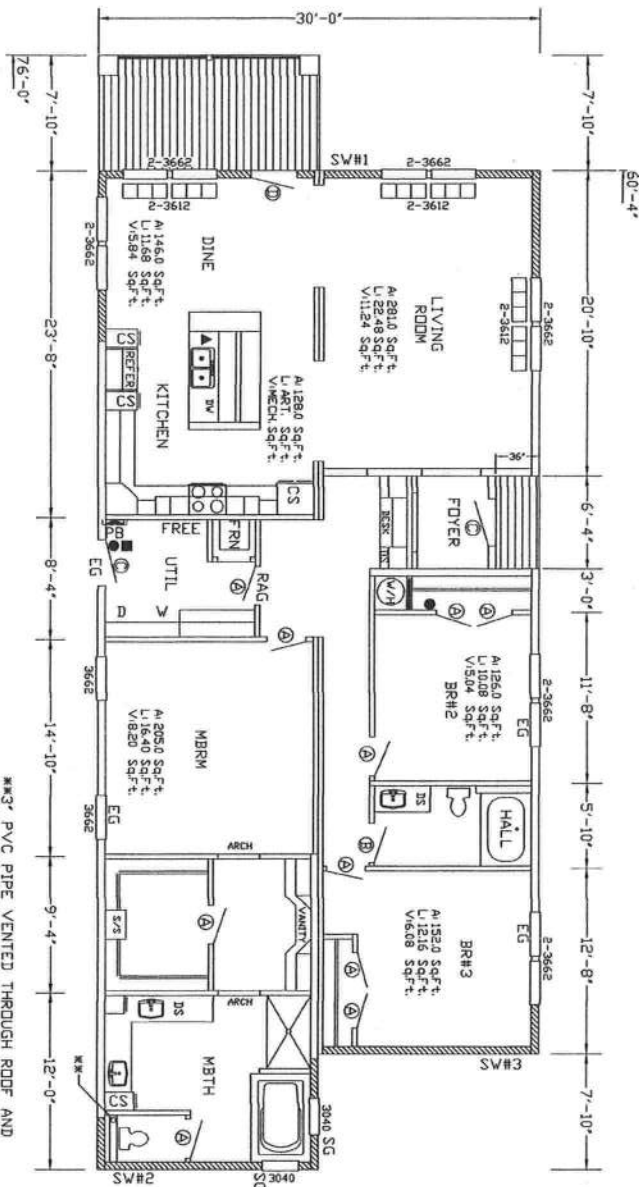 30'-0"
7'-10"
76'-0"
7'-10"
60'-4"
23'-8"
20'-10"
8'-4"
6'-4"
3'-0"
14'-10"
11'-8"
5'-10"
9'-4"
12'-8"
12'-0"
7'-10"
SW#1
2-3662
2-3612
2-3662
2-3612
2-3662
2-3662
2-3612
DINE
A: 146.0 Sq.Ft.
L: 11.68 Sq.Ft.
V: 5.84 Sq.Ft.
LIVING
ROOM
A: 281.0 Sq.Ft.
L: 22.48 Sq.Ft.
V: 11.24 Sq.Ft.
36"
KITCHEN
A: 128.0 Sq.Ft.
L: ART. Sq.Ft.
V: MECH. Sq.Ft.
CS
REFER
CS
DW
CS
D
FOYER
C
DESK
DS
PB
FREE
FRN
UTIL
C
EG
A
RAG
D W
W/H
A
A
A
BR#2
A: 126.0 Sq.Ft.
L: 10.08 Sq.Ft.
V: 5.04 Sq.Ft.
2-3662
EG
A
MBRM
A: 205.0 Sq.Ft.
L: 16.40 Sq.Ft.
V: 8.20 Sq.Ft.
3662
3662
EG
ARCH
HALL
DS
B
A
BR#3
A: 152.0 Sq.Ft.
L: 12.16 Sq.Ft.
V: 6.08 Sq.Ft.
EG
2-3662
A
A
SW#3
S/S
A
VANITY
ARCH
DS
MBTH
CS
A
3040 SG
3040
SG
SW#2
**
**3" PVC PIPE VENTED THROUGH ROOF AND